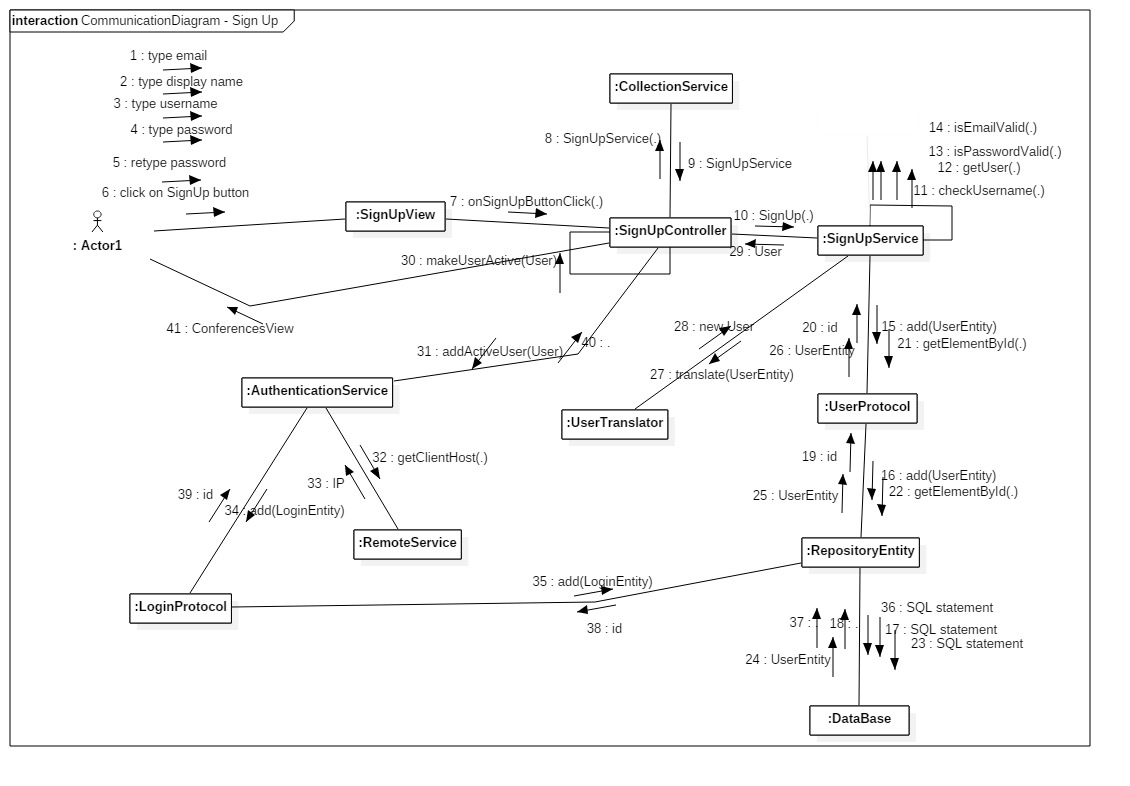 interaction CommunicationDiagram - Sign Up
1 : type email
2 : type display name
3 : type username
4 : type password
5 : retype password
6 : click on SignUp button
: Actor1
:SignUpView
7 : onSignUpButtonClick(.)
:CollectionService
8 : SignUpService(.)
9 : SignUpService
:SignUpController
10 : SignUp(.)
29 : User
:SignUpService
14 : isEmailValid(.)
13 : isPasswordValid(.)
12 : getUser(.)
11 : checkUsername(.)
30 : makeUserActive(User)
41 : ConferencesView
31 : addActiveUser(User)
40 : .
28 : new User
27 : translate(UserEntity)
20 : id
15 : add(UserEntity)
21 : getElementById(.)
26 : UserEntity
:AuthenticationService
:UserTranslator
:UserProtocol
19 : id
16 : add(UserEntity)
22 : getElementById(.)
25 : UserEntity
32 : getClientHost(.)
33 : IP
39 : id
34 : add(LoginEntity)
:RemoteService
:RepositoryEntity
:LoginProtocol
35 : add(LoginEntity)
38 : id
36 : SQL statement
37 : .
18 : .
17 : SQL statement
23 : SQL statement
24 : UserEntity
:DataBase